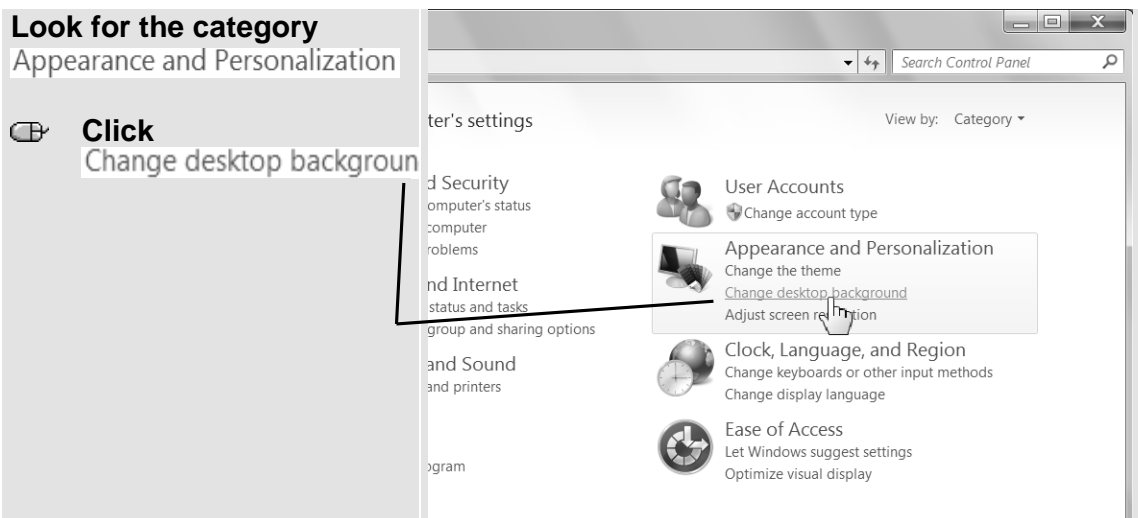 Look for the category
Appearance and Personalization
Click
Change desktop backgroun
Search Control Panel
ter's settings
View by: Category
d Security
omputer's status
computer
roblems
nd Internet
status and tasks
group and sharing options
and Sound
and printers
ogram
User Accounts
Change account type
Appearance and Personalization
Change the theme
Change desktop background
Adjust screen
Clock, Language, and Region
Change keyboards or other input methods
Change display language
Ease of Access
Let Windows suggest settings
Optimize visual display